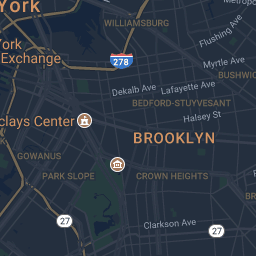 York
WILLIAMSBURG
Flushing Ave
York
Exchange
278
Myrtle Ave
BUSHWIC
Dekalb Ave
Lafayette Ave
BEDFORD-STUYVESANT
Halsey St
clays Center
BROOKLYN
GOWANUS
PARK SLOPE
CROWN HEIGHTS
BR
27
Clarkson Ave
27